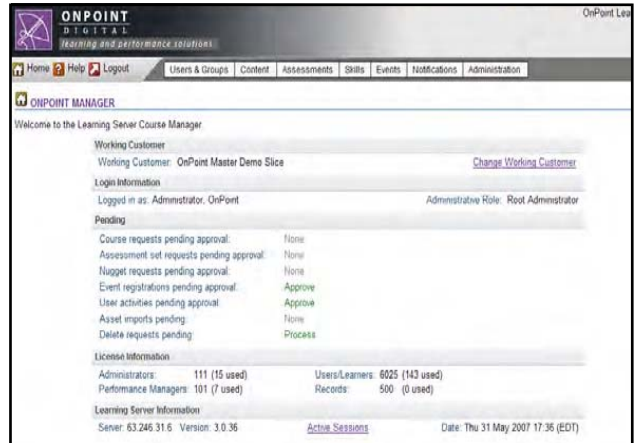 ONPOINT
DIGITAL
learning and performance solutions
OnPoint Lea
Home Help Logout Users & Groups Content Assessments Skills Events Notifications Administration
ONPOINT MANAGER
Welcome to the Learning Server Course Manager
Working Customer
Working Customer: OnPoint Master Demo Slice Change Working Customer
Login Information
Logged in as: Administrator, OnPoint Administrative Role: Root Administrator
Pending
Course requests pending approval: None
Assessment set requests pending approval: None
Nugget requests pending approval: None
Event registrations pending approval: Approve
User activities pending approval: Approve
Asset imports pending: None
Delete requests pending: Process
License Information
Administrators: 111 (15 used) Users/Learners: 6025 (143 used)
Performance Managers: 101 (7 used) Records: 500 (0 used)
Learning Server Information
Server: 63.246.31.6 Version: 3.0.36 Active Sessions Date: Thu 31 May 2007 17:36 (EDT)